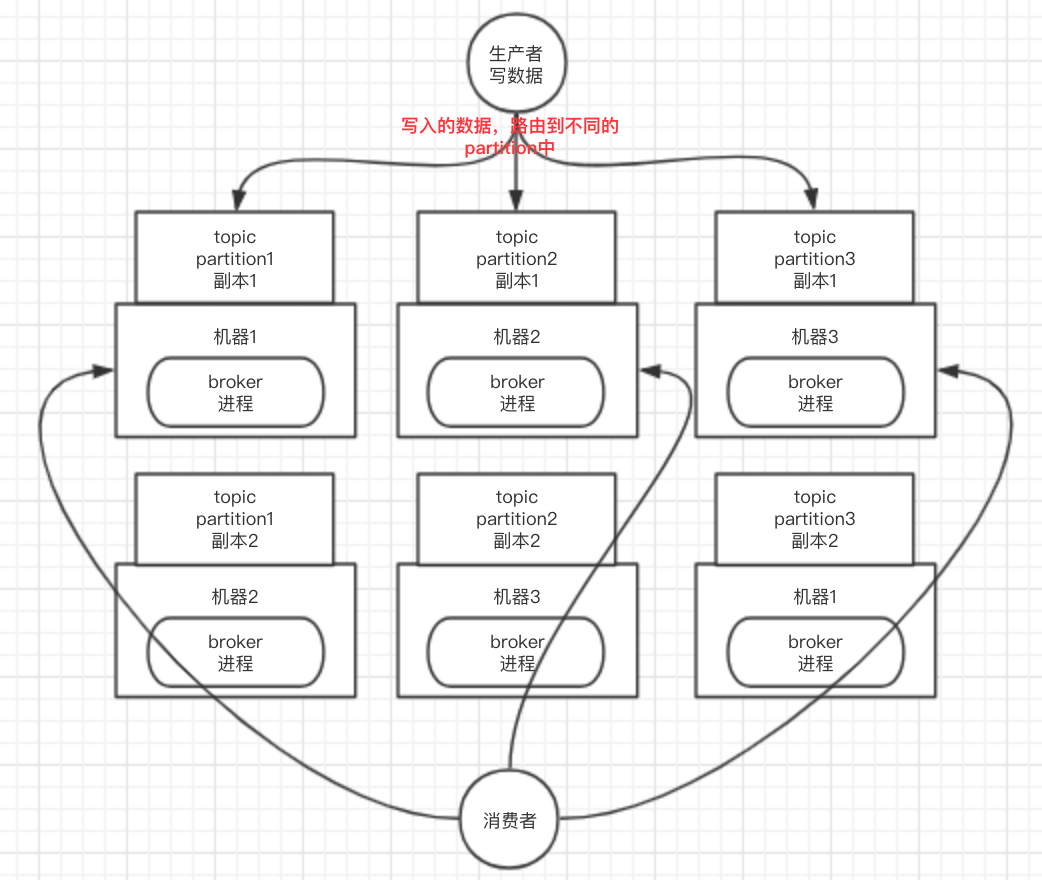 生产者
写数据
写入的数据，路由到不同的
partition中
topic
partition1
副本1
topic
partition2
副本1
topic
partition3
副本1
机器1
broker
进程
机器2
broker
进程
机器3
broker
进程
topic
partition1
副本2
topic
partition2
副本2
topic
partition3
副本2
机器2
broker
进程
机器3
broker
进程
机器1
broker
进程
消费者